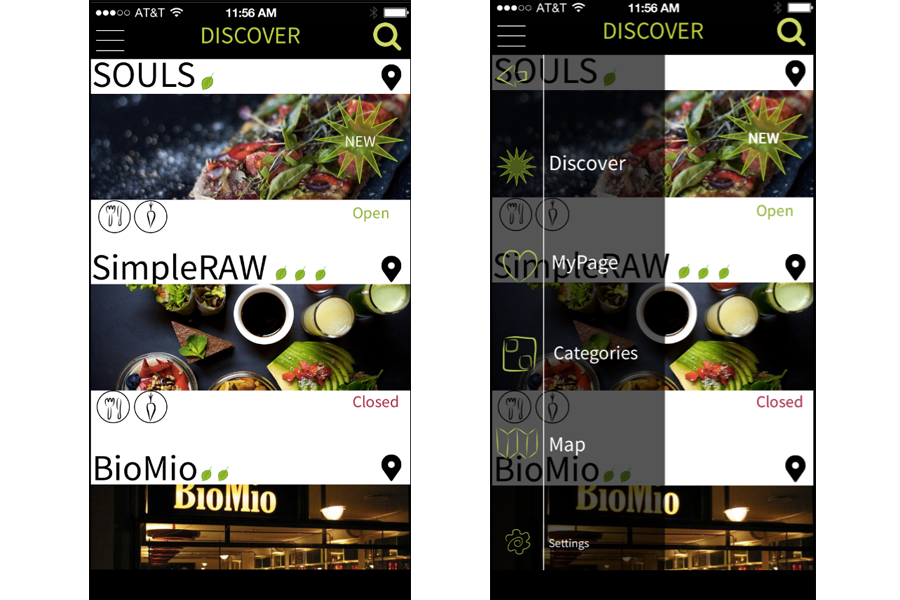 AT&T 11:56 AM
DISCOVER
SOULS
NEW
Open
SimpleRAW
Closed
BioMio
BioMio
AT&T 11:56 AM
DISCOVER
SOULS
NEW
Discover
Open
MyPage
SimpleRAW
Categories
Closed
Map
BioMio
BioMio
Settings